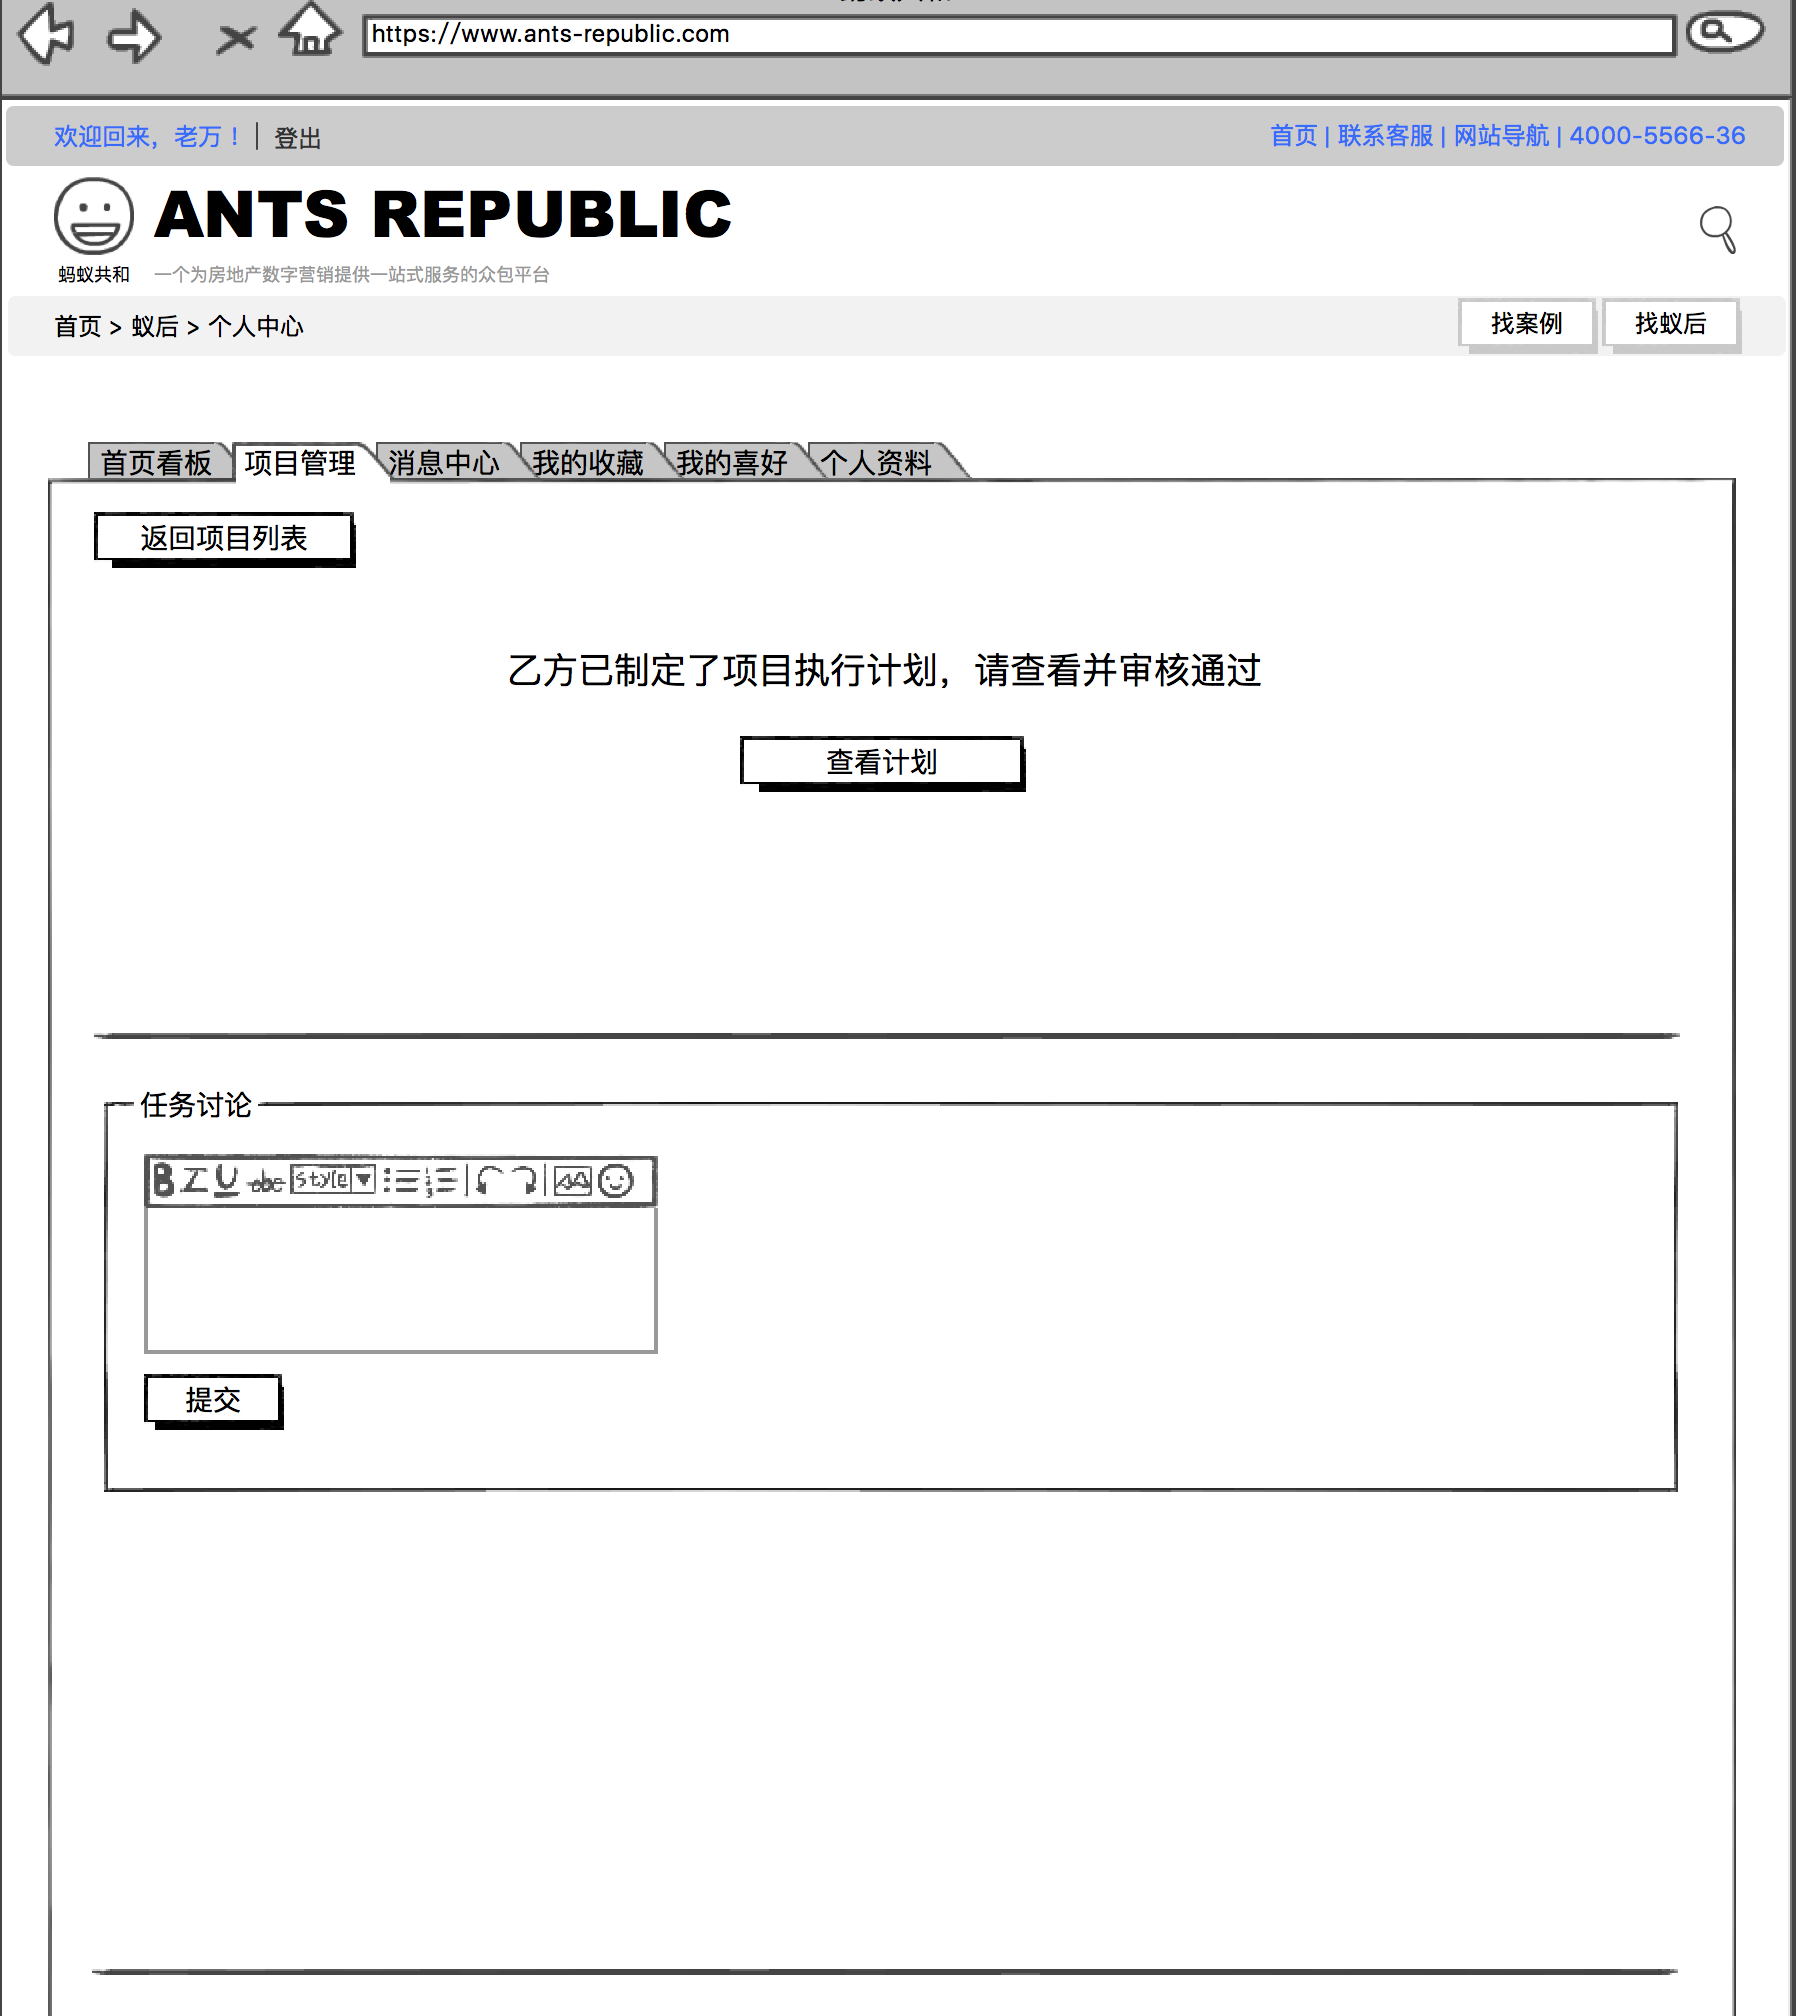 https://www.ants-republic.com
欢迎回来，老万！ 登出
首页 | 联系客服 | 网站导航 | 4000-5566-36
ANTS REPUBLIC
蚂蚁共和 一个为房地产数字营销提供一站式服务的众包平台
首页 > 蚁后 > 个人中心
找案例 找蚁后
首页看板 项目管理 消息中心 我的收藏 我的喜好 个人资料
返回项目列表
乙方已制定了项目执行计划，请查看并审核通过
查看计划
任务讨论
B I U abc style
提交